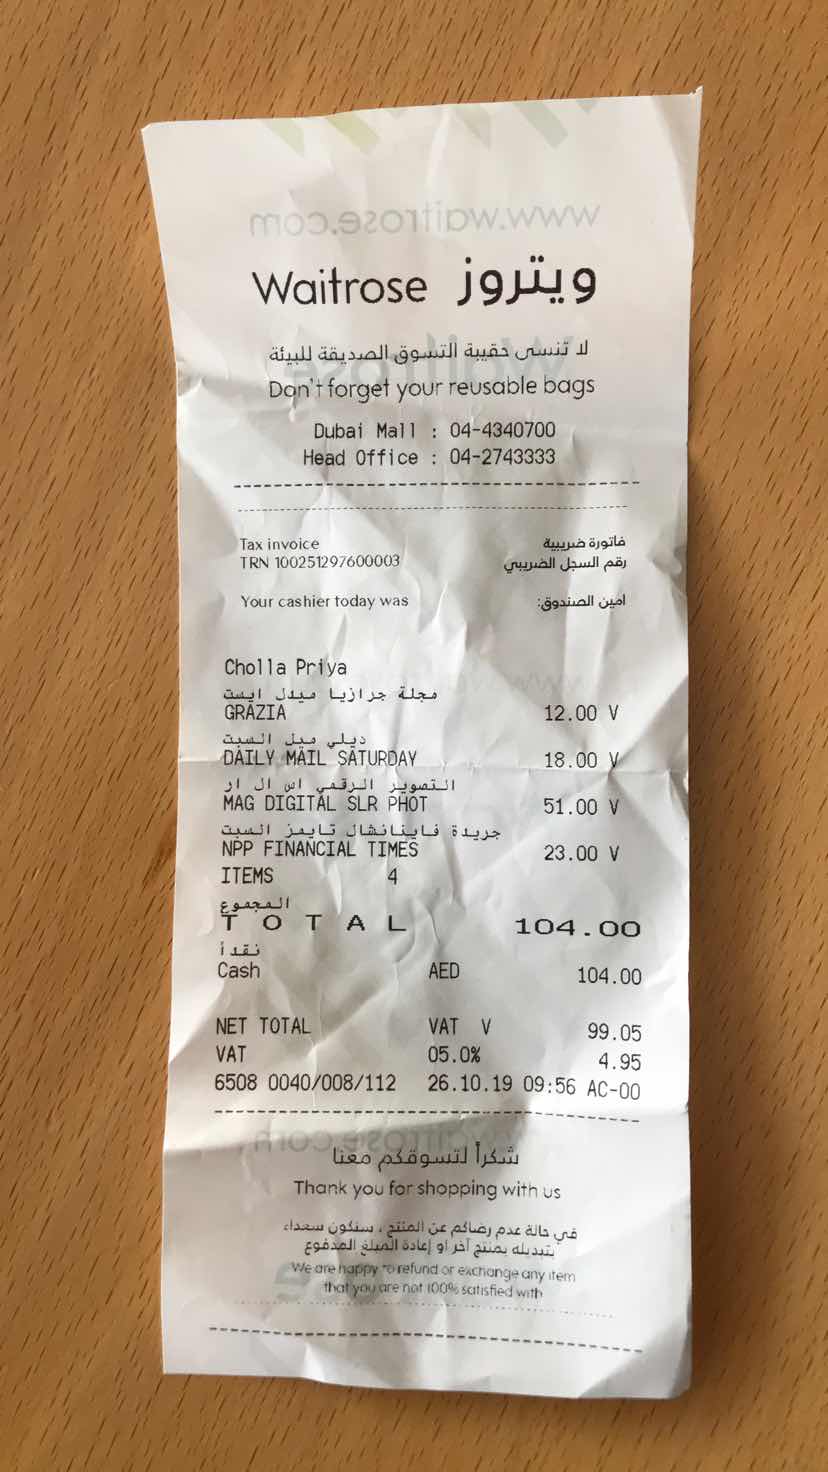 Waitrose ويتروز
لا تنسى حقيبة التسوق الصديقة للبيئة
Don't forget your reusable bags
Dubai Mall : 04-4340700
Head Office : 04-2743333
Tax invoice فاتورة ضريبية
TRN 100251297600003 رقم السجل الضريبي
Your cashier today was امين الصندوق:
Cholla Priya
مجلة جرازيا ميدل ايست
GRAZIA 12.00 V
ديلي ميل السبت
DAILY MAIL SATURDAY 18.00 V
التصوير الرقمي اس ال ار
MAG DIGITAL SLR PHOT 51.00 V
جريدة فاينانشال تايمز السبت
NPP FINANCIAL TIMES 23.00 V
ITEMS 4
المجموع
TOTAL 104.00
نقدأ
Cash AED 104.00
NET TOTAL VAT V 99.05
VAT 05.0% 4.95
6508 0040/008/112 26.10.19 09:56 AC-00
شكراً لتسوقكم معنا
Thank you for shopping with us
في حالة عدم رضاكم عن المنتج ، سنكون سعداء
بتبديله بمنتج آخر او إعادة المبلغ المدفوع
We are happy to refund or exchange any item
that you are not 100% satisfied with